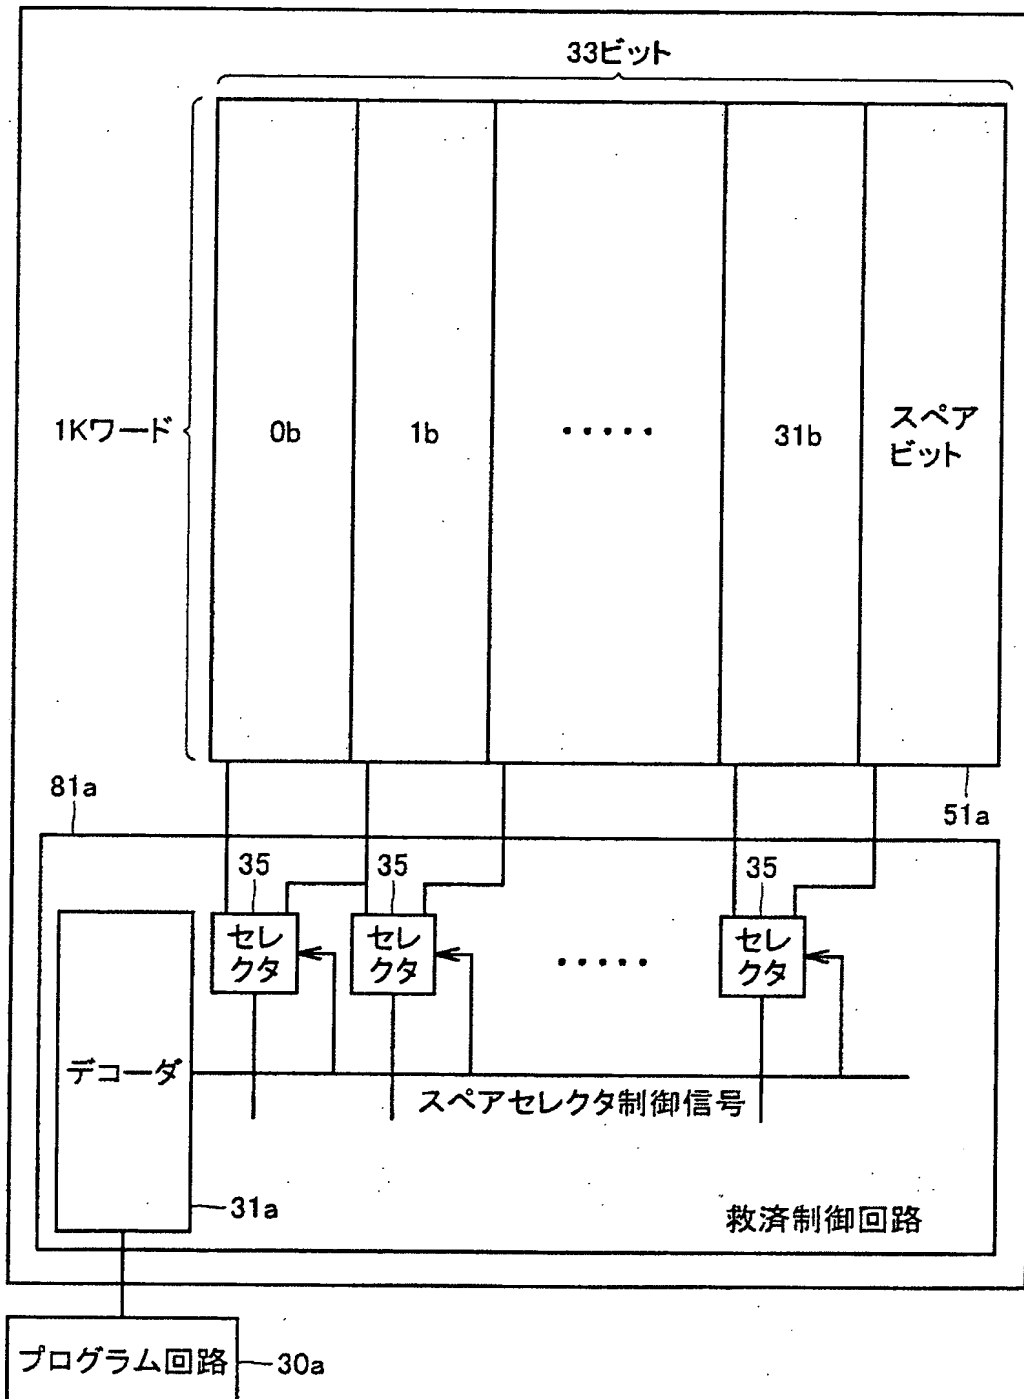 33ビット
1Kワード
0b
1b
・・・・・
31b
スペア
ビット
81a
51a
35
35
35
セレ
クタ
セレ
クタ
・・・・・
セレ
クタ
デコーダ
スペアセレクタ制御信号
31a
救済制御回路
プログラム回路
30a